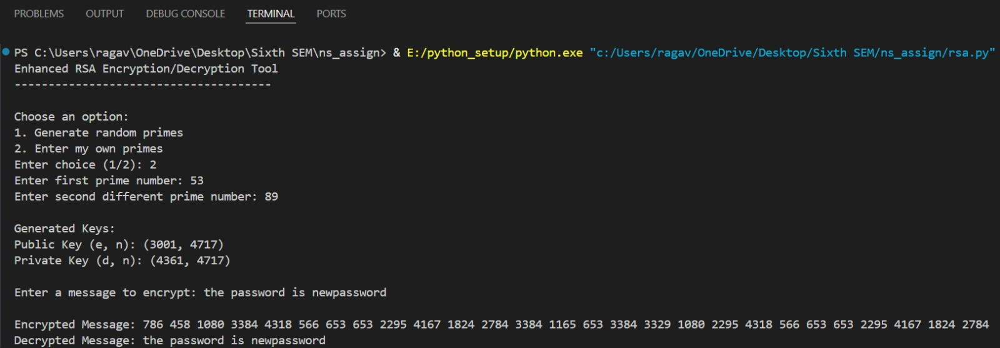 PROBLEMS OUTPUT DEBUG CONSOLE TERMINAL PORTS
PS C:\Users\ragav\OneDrive\Desktop\Sixth SEM\ns_assign> & E:/python_setup/python.exe "c:/Users/ragav/OneDrive/Desktop/Sixth SEM/ns_assign/rsa.py"
Enhanced RSA Encryption/Decryption Tool
--------------------------------------
Choose an option:
1. Generate random primes
2. Enter my own primes
Enter choice (1/2): 2
Enter first prime number: 53
Enter second different prime number: 89
Generated Keys:
Public Key (e, n): (3001, 4717)
Private Key (d, n): (4361, 4717)
Enter a message to encrypt: the password is newpassword
Encrypted Message: 786 458 1080 3384 4318 566 653 653 2295 4167 1824 2784 3384 1165 653 3384 3329 1080 2295 4318 566 653 653 2295 4167 1824 2784
Decrypted Message: the password is newpassword